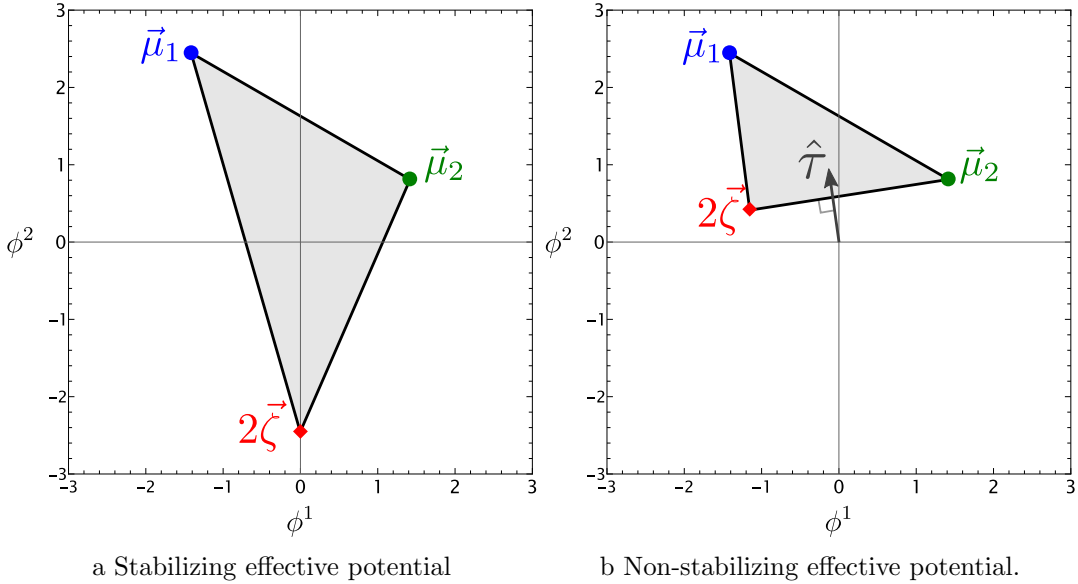 3
2
1
0
−1
−2
−3
−3 −2 −1 0 1 2 3
ϕ²
ϕ¹
μ⃗₁
μ⃗₂
2ζ⃗
a Stabilizing effective potential
3
2
1
0
−1
−2
−3
−3 −2 −1 0 1 2 3
ϕ²
ϕ¹
μ⃗₁
τ̂
μ⃗₂
2ζ⃗
b Non-stabilizing effective potential.